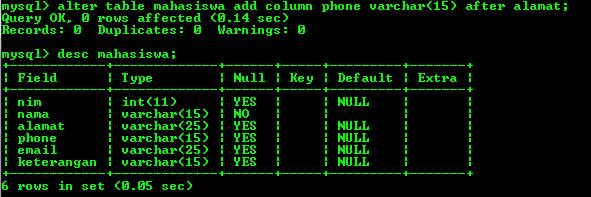 mysql> alter table mahasiswa add column phone varchar(15) after alamat;
Query OK, 0 rows affected (0.14 sec)
Records: 0  Duplicates: 0  Warnings: 0
mysql> desc mahasiswa;
+------------+-------------+------+-----+---------+-------+
| Field      | Type        | Null | Key | Default | Extra |
+------------+-------------+------+-----+---------+-------+
| nim        | int(11)     | YES  |     | NULL    |       |
| nama       | varchar(15) | NO   |     |         |       |
| alamat     | varchar(25) | YES  |     | NULL    |       |
| phone      | varchar(15) | YES  |     | NULL    |       |
| email      | varchar(25) | YES  |     | NULL    |       |
| keterangan | varchar(15) | YES  |     | NULL    |       |
+------------+-------------+------+-----+---------+-------+
6 rows in set (0.05 sec)